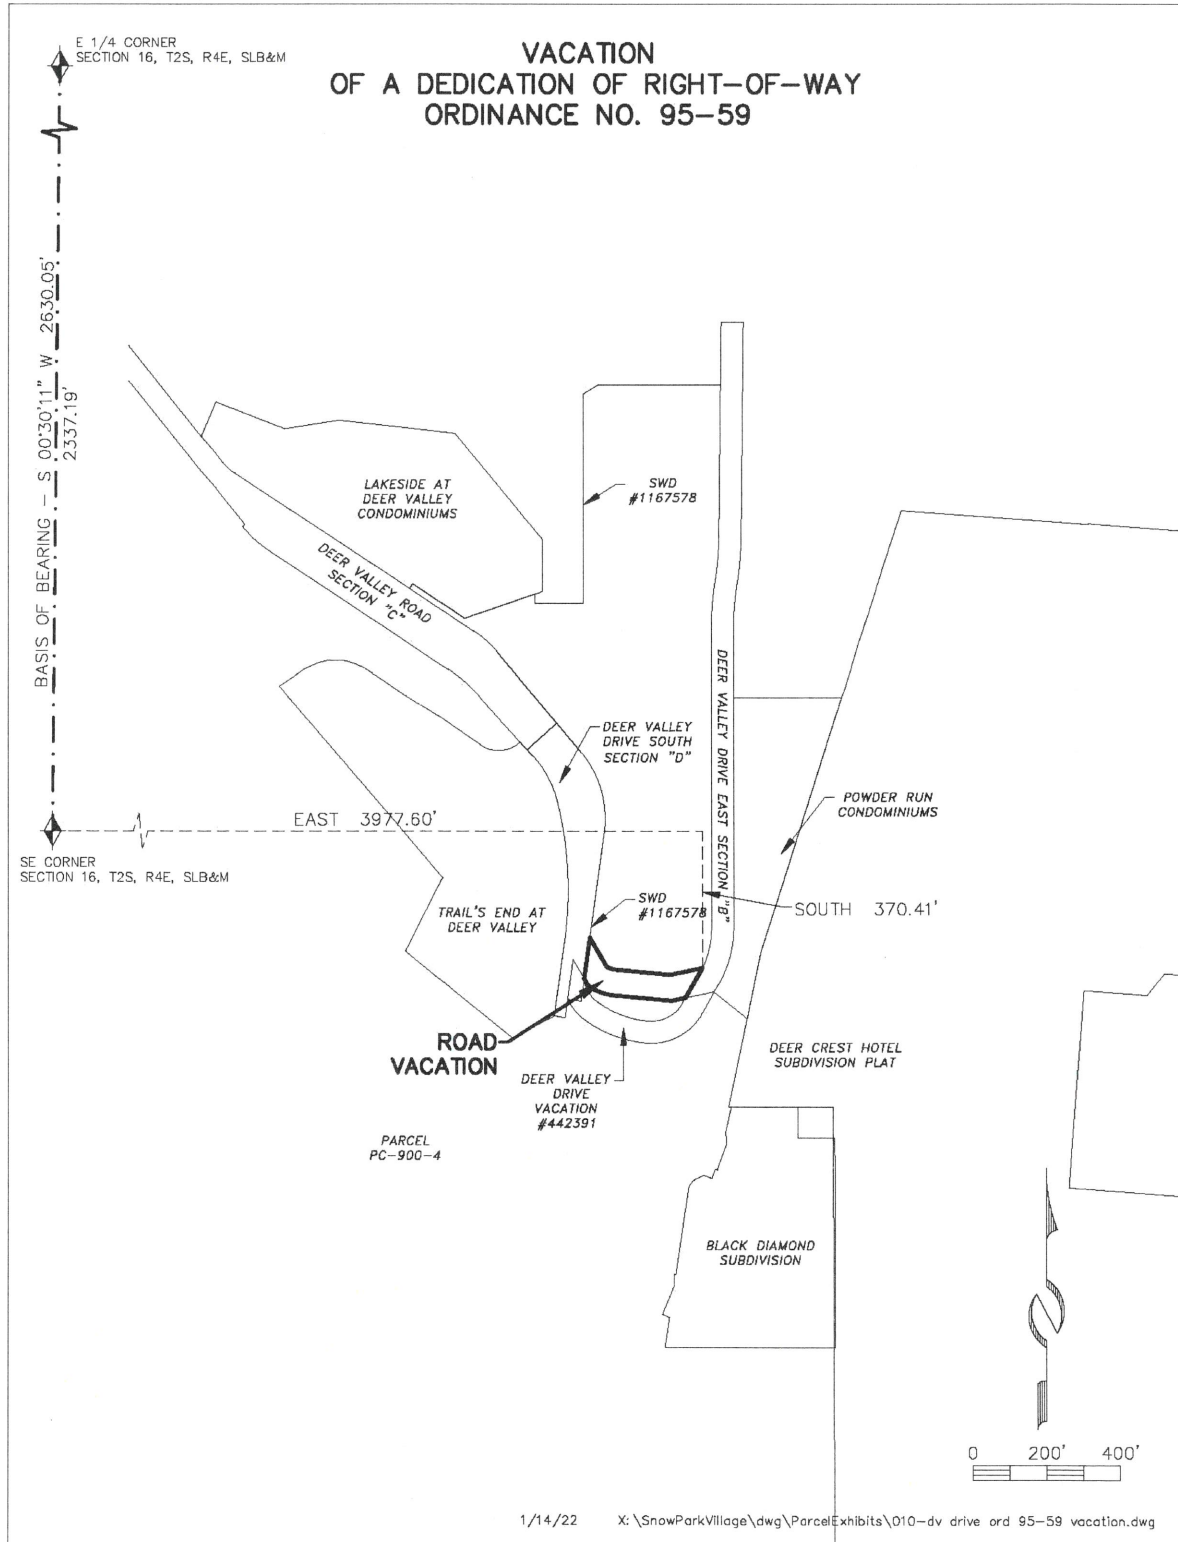 E 1/4 CORNER
SECTION 16, T2S, R4E, SLB&M
VACATION
OF A DEDICATION OF RIGHT-OF-WAY
ORDINANCE NO. 95-59
BASIS OF BEARING - S 00°30'11" W 2630.05'
2337.19'
LAKESIDE AT
DEER VALLEY
CONDOMINIUMS
SWD
#1167578
DEER VALLEY ROAD
SECTION "C"
DEER VALLEY DRIVE EAST SECTION "B"
DEER VALLEY
DRIVE SOUTH
SECTION "D"
POWDER RUN
CONDOMINIUMS
EAST 3977.60'
SE CORNER
SECTION 16, T2S, R4E, SLB&M
TRAIL'S END AT
DEER VALLEY
SWD
#1167578
SOUTH 370.41'
ROAD
VACATION
DEER VALLEY
DRIVE
VACATION
#442391
DEER CREST HOTEL
SUBDIVISION PLAT
PARCEL
PC-900-4
BLACK DIAMOND
SUBDIVISION
0 200' 400'
1/14/22 X:\SnowParkVillage\dwg\ParcelExhibits\010-dv drive ord 95-59 vacation.dwg